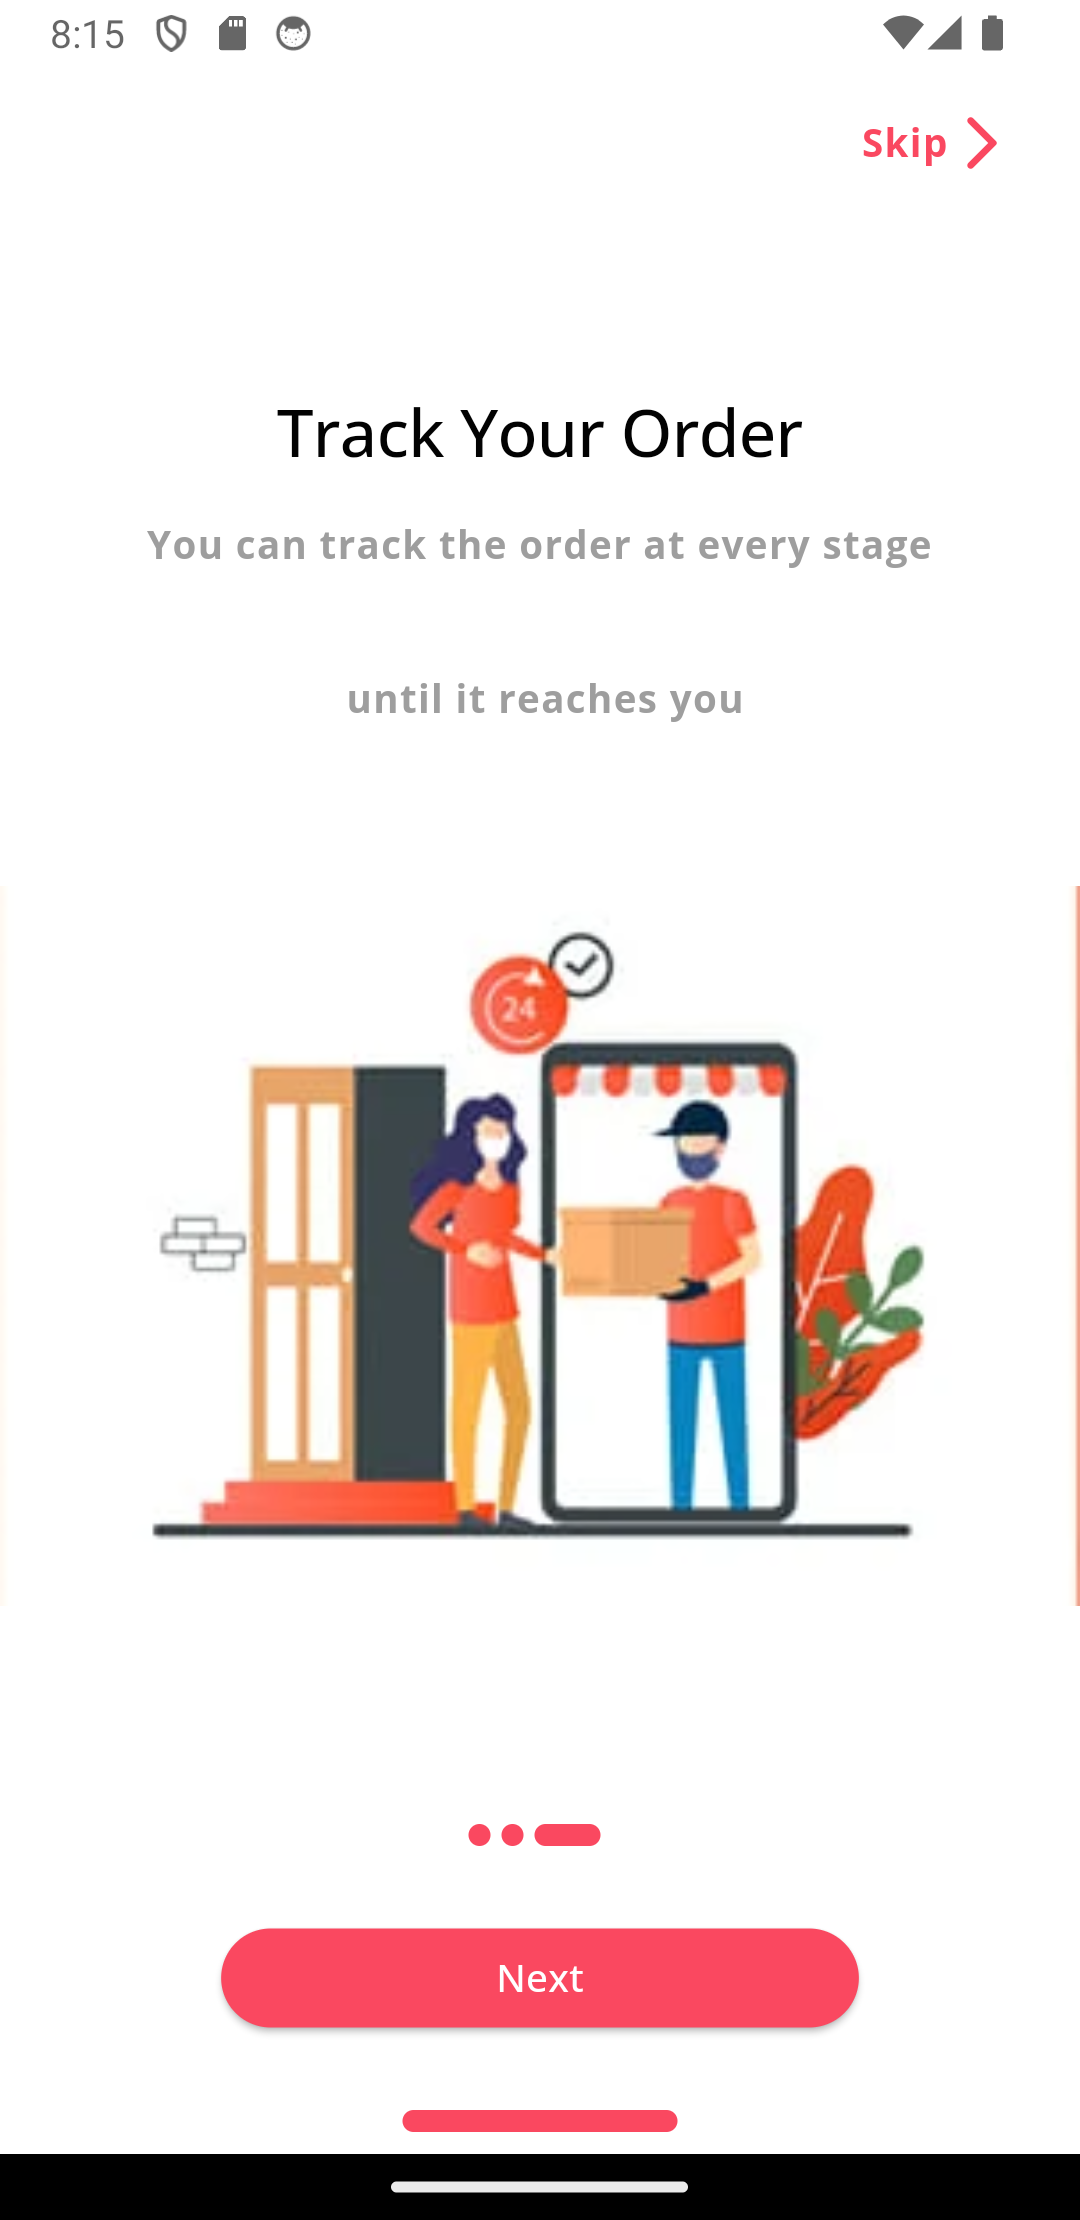 8:15
Skip
Track Your Order
You can track the order at every stage
until it reaches you
24
Next